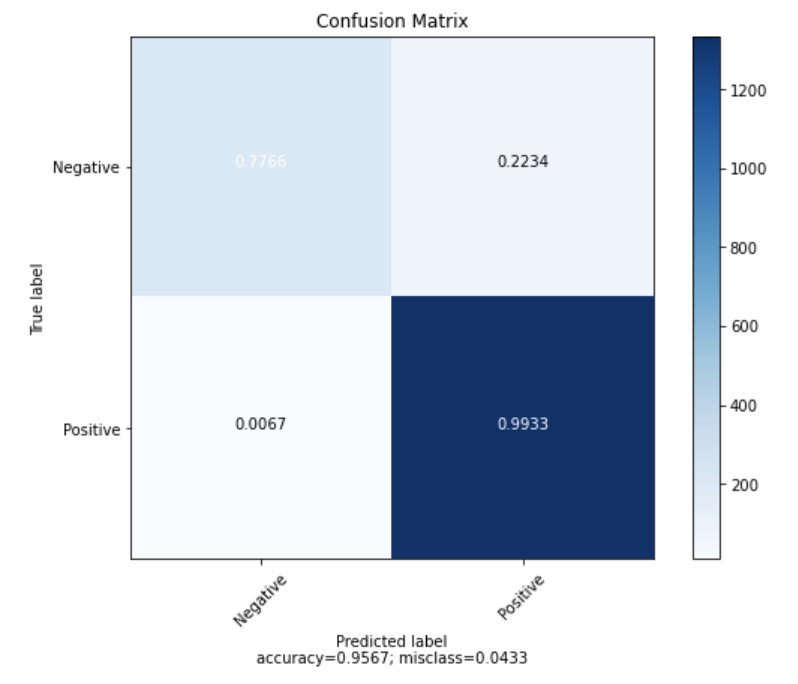 Confusion Matrix
Negative
0.7766
0.2234
1200
1000
800
True label
600
400
Positive
0.0067
0.9933
200
Negative
Positive
Predicted label
accuracy=0.9567; misclass=0.0433